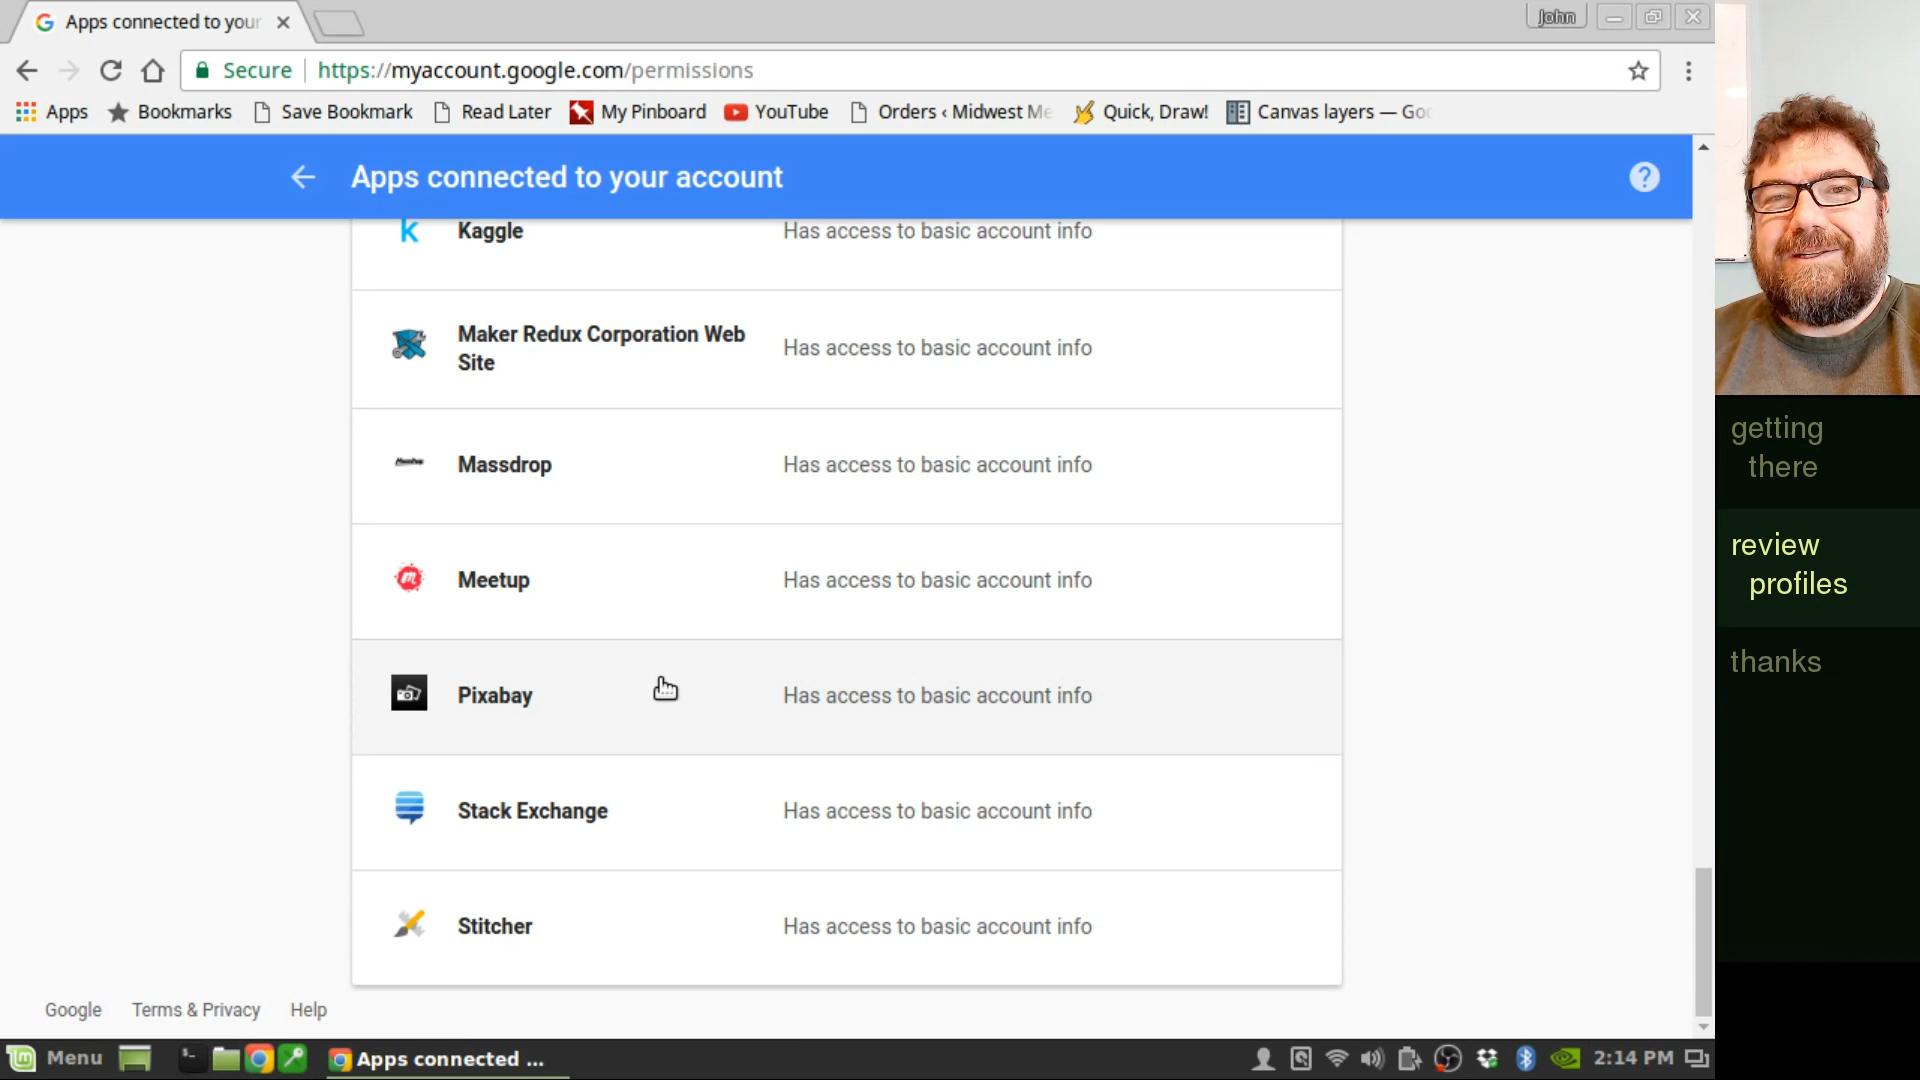 Apps connected to your
John
Secure
https://myaccount.google.com/permissions
Apps
Bookmarks
Save Bookmark
Read Later
My Pinboard
YouTube
Orders ‹ Midwest Me
Quick, Draw!
Canvas layers — Goo
Apps connected to your account
Kaggle
Has access to basic account info
Maker Redux Corporation Web
Site
Has access to basic account info
Massdrop
Has access to basic account info
Meetup
Has access to basic account info
Pixabay
Has access to basic account info
Stack Exchange
Has access to basic account info
Stitcher
Has access to basic account info
Google
Terms & Privacy
Help
Menu
Apps connected ...
2:14 PM
getting
there
review
profiles
thanks